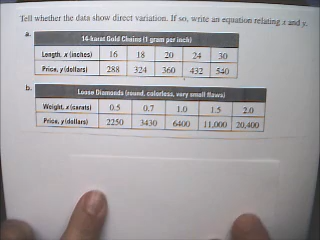 Tell whether the data show direct variation. If so, write an equation relating x and y.
a.
14-karat Gold Chains (1 gram per inch)
Length, x (inches) 16 18 20 24 30
Price, y (dollars) 288 324 360 432 540
b.
Loose Diamonds (round, colorless, very small flaws)
Weight, x (carats) 0.5 0.7 1.0 1.5 2.0
Price, y (dollars) 2250 3430 6400 11,000 20,400